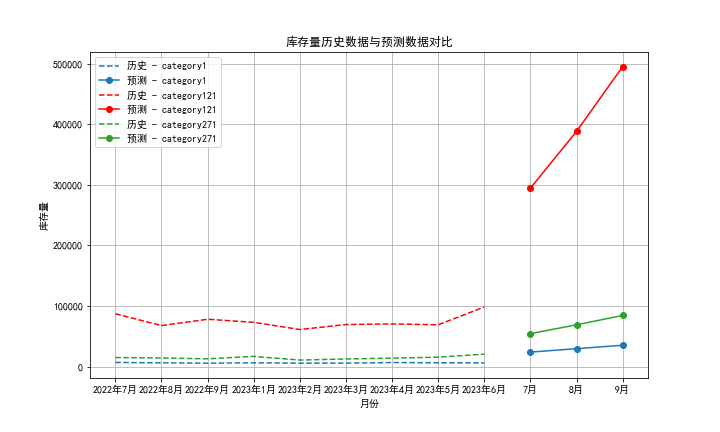 库存量历史数据与预测数据对比
500000
400000
300000
200000
100000
0
库存量
历史 - category1
预测 - category1
历史 - category121
预测 - category121
历史 - category271
预测 - category271
2022年7月 2022年8月 2022年9月 2023年1月 2023年2月 2023年3月 2023年4月 2023年5月 2023年6月 7月 8月 9月
月份